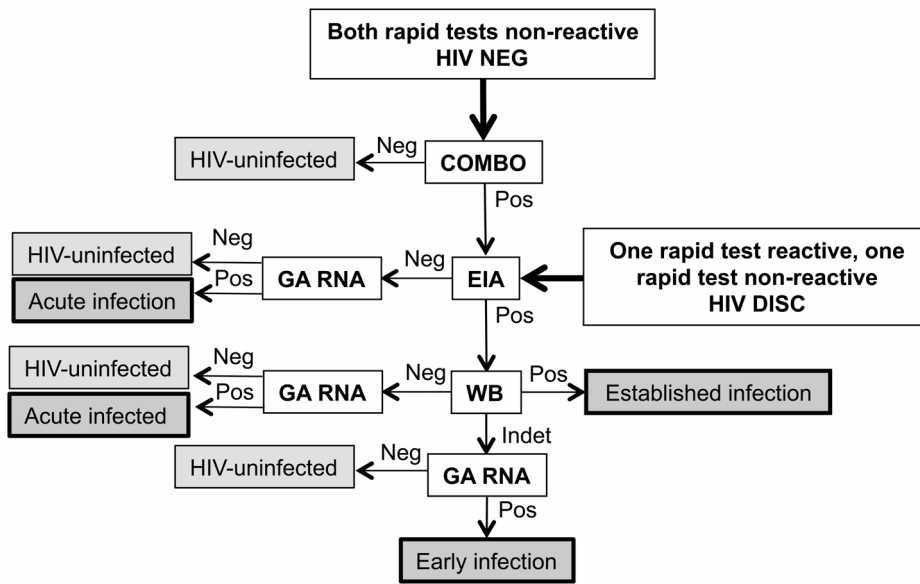 Both rapid tests non-reactive
HIV NEG
HIV-uninfected
Neg
COMBO
Pos
HIV-uninfected
Neg
Acute infection
Pos
GA RNA
Neg
EIA
One rapid test reactive, one
rapid test non-reactive
HIV DISC
Pos
HIV-uninfected
Neg
Acute infected
Pos
GA RNA
Neg
WB
Pos
Established infection
Indet
HIV-uninfected
Neg
GA RNA
Pos
Early infection